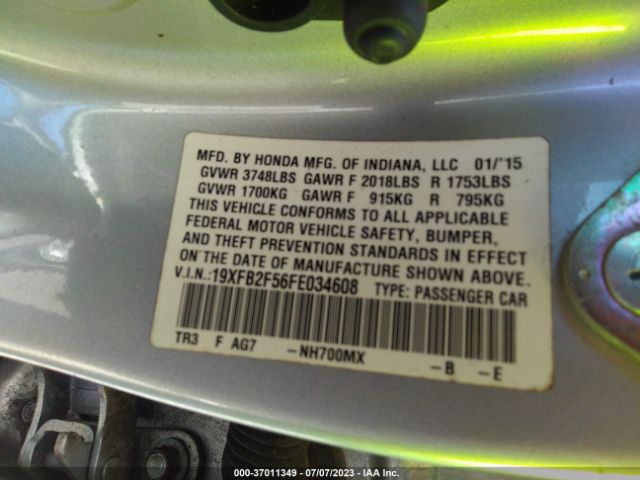 MFD. BY HONDA MFG. OF INDIANA, LLC 01/'15
GVWR 3748LBS GAWR F 2018LBS R 1753LBS
GVWR 1700KG GAWR F 915KG R 795KG
THIS VEHICLE CONFORMS TO ALL APPLICABLE
FEDERAL MOTOR VEHICLE SAFETY, BUMPER,
AND THEFT PREVENTION STANDARDS IN EFFECT
ON THE DATE OF MANUFACTURE SHOWN ABOVE.
V.I.N.:19XFB2F56FE034608 TYPE: PASSENGER CAR
TR3 F AG7 -NH700MX -B -E
000-37011349 - 07/07/2023 - IAA Inc.